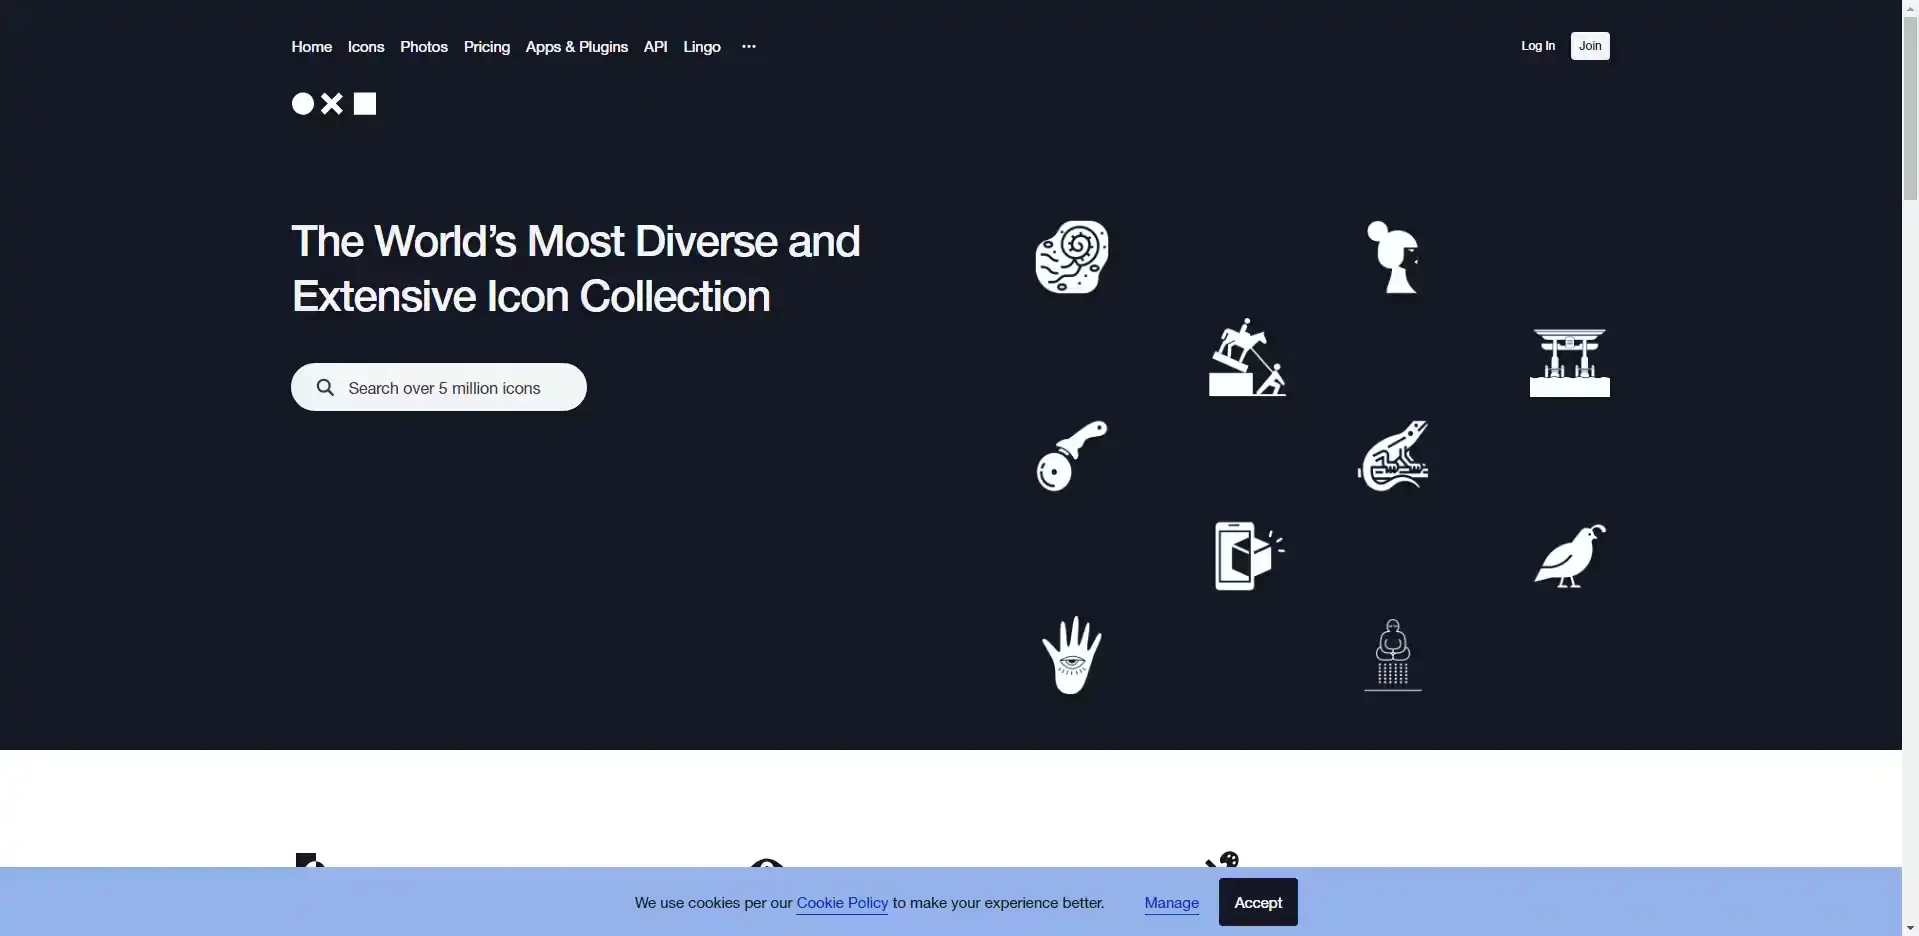 Home Icons Photos Pricing Apps & Plugins API Lingo ··· Log In Join
The World’s Most Diverse and
Extensive Icon Collection
Search over 5 million icons
We use cookies per our Cookie Policy to make your experience better. Manage Accept